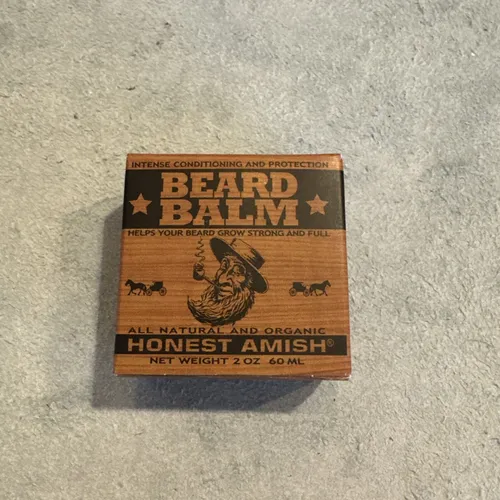 INTENSE CONDITIONING AND PROTECTION
BEARD
BALM
HELPS YOUR BEARD GROW STRONG AND FULL
ALL NATURAL AND ORGANIC
HONEST AMISH®
NET WEIGHT 2 OZ 60 ML